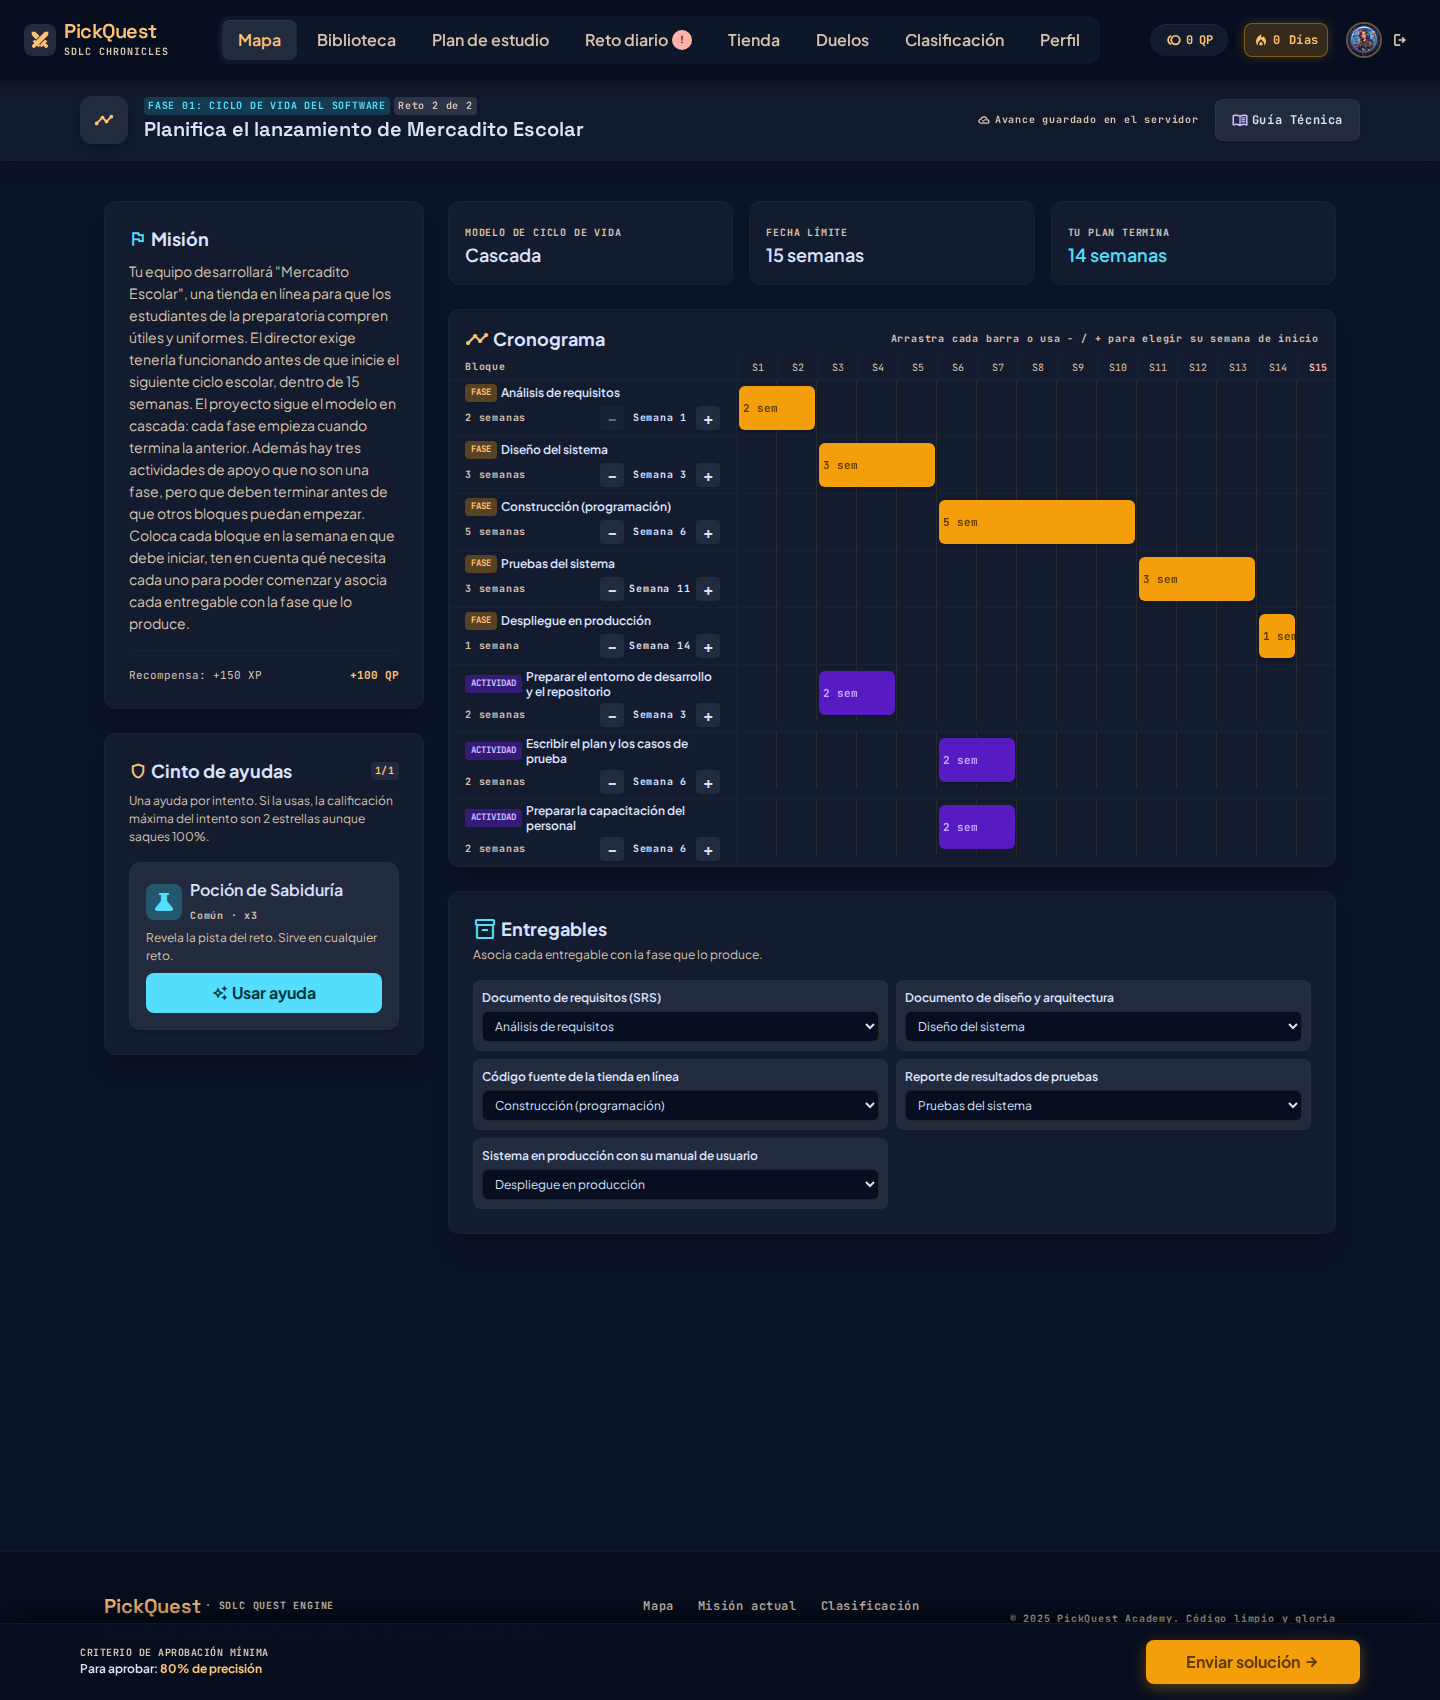 PickQuest
SDLC CHRONICLES
Mapa
Biblioteca
Plan de estudio
Reto diario !
Tienda
Duelos
Clasificación
Perfil
0 QP
0 Días
FASE 01: CICLO DE VIDA DEL SOFTWARE Reto 2 de 2
Planifica el lanzamiento de Mercadito Escolar
Avance guardado en el servidor
Guía Técnica
Misión
Tu equipo desarrollará "Mercadito
Escolar", una tienda en línea para que los
estudiantes de la preparatoria compren
útiles y uniformes. El director exige
tenerla funcionando antes de que inicie el
siguiente ciclo escolar, dentro de 15
semanas. El proyecto sigue el modelo en
cascada: cada fase empieza cuando
termina la anterior. Además hay tres
actividades de apoyo que no son una
fase, pero que deben terminar antes de
que otros bloques puedan empezar.
Coloca cada bloque en la semana en que
debe iniciar, ten en cuenta qué necesita
cada uno para poder comenzar y asocia
cada entregable con la fase que lo
produce.
Recompensa: +150 XP
+100 QP
Cinto de ayudas
1/1
Una ayuda por intento. Si la usas, la calificación
máxima del intento son 2 estrellas aunque
saques 100%.
Poción de Sabiduría
Común · x3
Revela la pista del reto. Sirve en cualquier
reto.
Usar ayuda
MODELO DE CICLO DE VIDA
Cascada
FECHA LÍMITE
15 semanas
TU PLAN TERMINA
14 semanas
Cronograma
Arrastra cada barra o usa - / + para elegir su semana de inicio
Bloque S1 S2 S3 S4 S5 S6 S7 S8 S9 S10 S11 S12 S13 S14 S15
FASE Análisis de requisitos
2 semanas − Semana 1 +
2 sem
FASE Diseño del sistema
3 semanas − Semana 3 +
3 sem
FASE Construcción (programación)
5 semanas − Semana 6 +
5 sem
FASE Pruebas del sistema
3 semanas − Semana 11 +
3 sem
FASE Despliegue en producción
1 semana − Semana 14 +
1 sem
ACTIVIDAD Preparar el entorno de desarrollo
y el repositorio
2 semanas − Semana 3 +
2 sem
ACTIVIDAD Escribir el plan y los casos de
prueba
2 semanas − Semana 6 +
2 sem
ACTIVIDAD Preparar la capacitación del
personal
2 semanas − Semana 6 +
2 sem
Entregables
Asocia cada entregable con la fase que lo produce.
Documento de requisitos (SRS)
Análisis de requisitos
Documento de diseño y arquitectura
Diseño del sistema
Código fuente de la tienda en línea
Construcción (programación)
Reporte de resultados de pruebas
Pruebas del sistema
Sistema en producción con su manual de usuario
Despliegue en producción
PickQuest · SDLC QUEST ENGINE
Mapa
Misión actual
Clasificación
© 2025 PickQuest Academy. Código limpio y gloria
CRITERIO DE APROBACIÓN MÍNIMA
Para aprobar: 80% de precisión
Enviar solución →